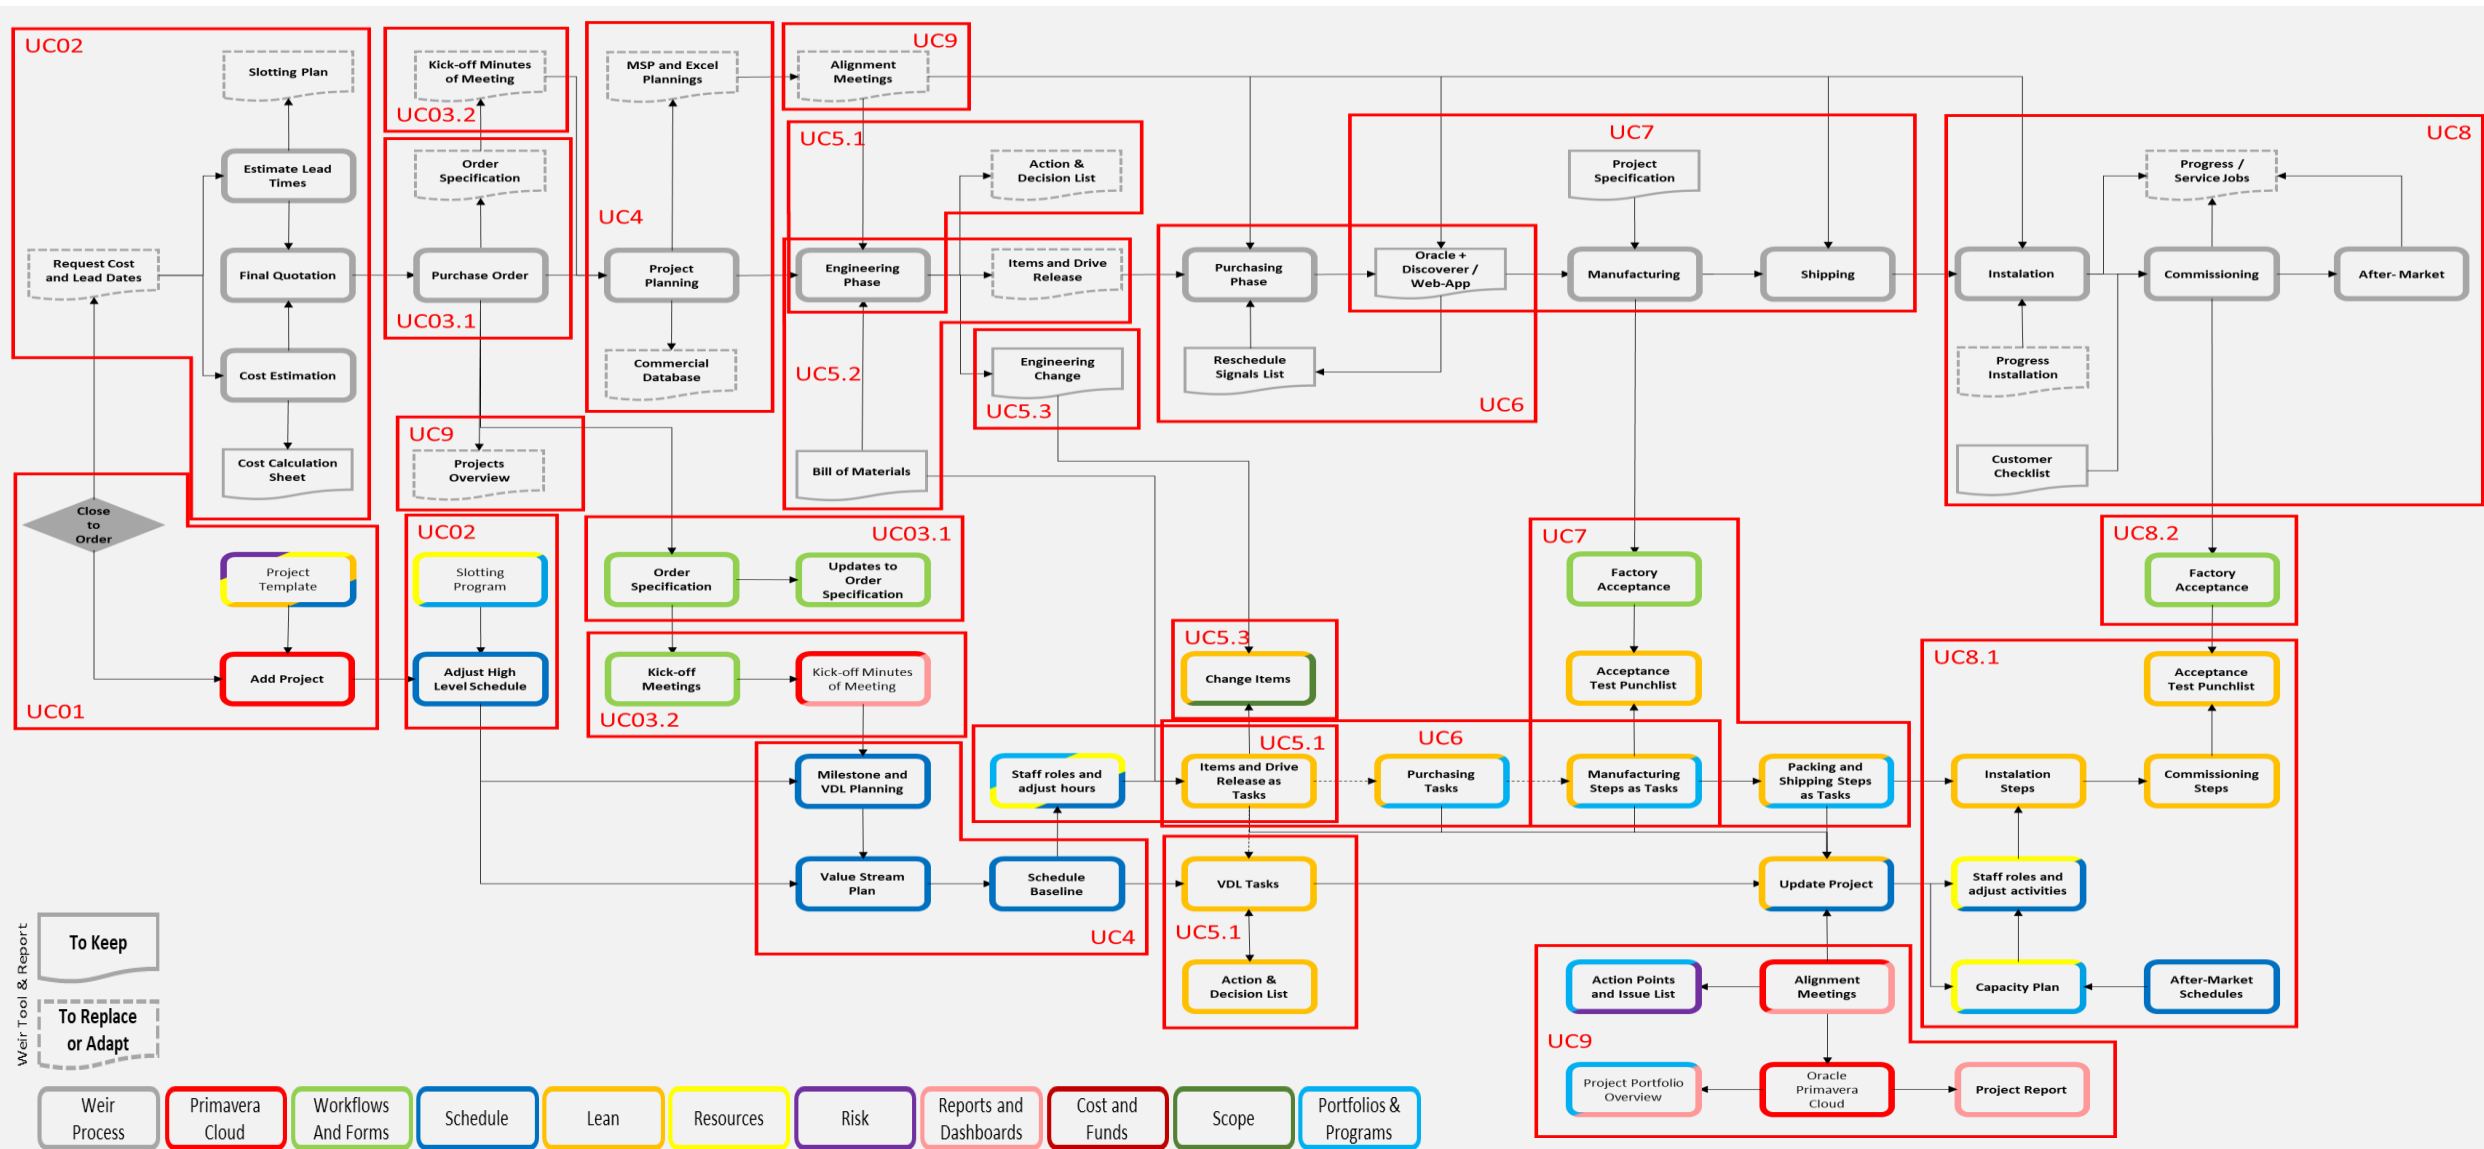 UC02
Slotting Plan
Estimate Lead
Times
Request Cost
and Lead Dates
Final Quotation
Cost Estimation
Cost Calculation
Sheet
Kick-off Minutes
of Meeting
UC03.2
Order
Specification
Purchase Order
UC03.1
UC9
Projects
Overview
MSP and Excel
Plannings
UC4
Project
Planning
Commercial
Database
UC9
Alignment
Meetings
UC5.1
Action &
Decision List
Engineering
Phase
Items and Drive
Release
UC5.2
Engineering
Change
UC5.3
Bill of Materials
Purchasing
Phase
Oracle +
Discoverer /
Web-App
Reschedule
Signals List
UC6
UC7
Project
Specification
Manufacturing
Shipping
UC8
Progress /
Service Jobs
Instalation
Commissioning
After- Market
Progress
Installation
Customer
Checklist
Close
to
Order
Project
Template
Add Project
UC01
UC02
Slotting
Program
Adjust High
Level Schedule
UC03.1
Order
Specification
Updates to
Order
Specification
Kick-off
Meetings
Kick-off Minutes
of Meeting
UC03.2
Milestone and
VDL Planning
Value Stream
Plan
Schedule
Baseline
UC4
Staff roles and
adjust hours
UC5.3
Change Items
UC5.1
Items and Drive
Release as
Tasks
UC6
Purchasing
Tasks
VDL Tasks
UC5.1
Action &
Decision List
UC7
Factory
Acceptance
Acceptance
Test Punchlist
Manufacturing
Steps as Tasks
Packing and
Shipping Steps
as Tasks
Update Project
UC8.2
Factory
Acceptance
UC8.1
Acceptance
Test Punchlist
Instalation
Steps
Commissioning
Steps
Staff roles and
adjust activities
Capacity Plan
After-Market
Schedules
Action Points
and Issue List
Alignment
Meetings
UC9
Project Portfolio
Overview
Oracle
Primavera
Cloud
Project Report
Weir Tool & Report
To Keep
To Replace
or Adapt
Weir
Process
Primavera
Cloud
Workflows
And Forms
Schedule
Lean
Resources
Risk
Reports and
Dashboards
Cost and
Funds
Scope
Portfolios &
Programs